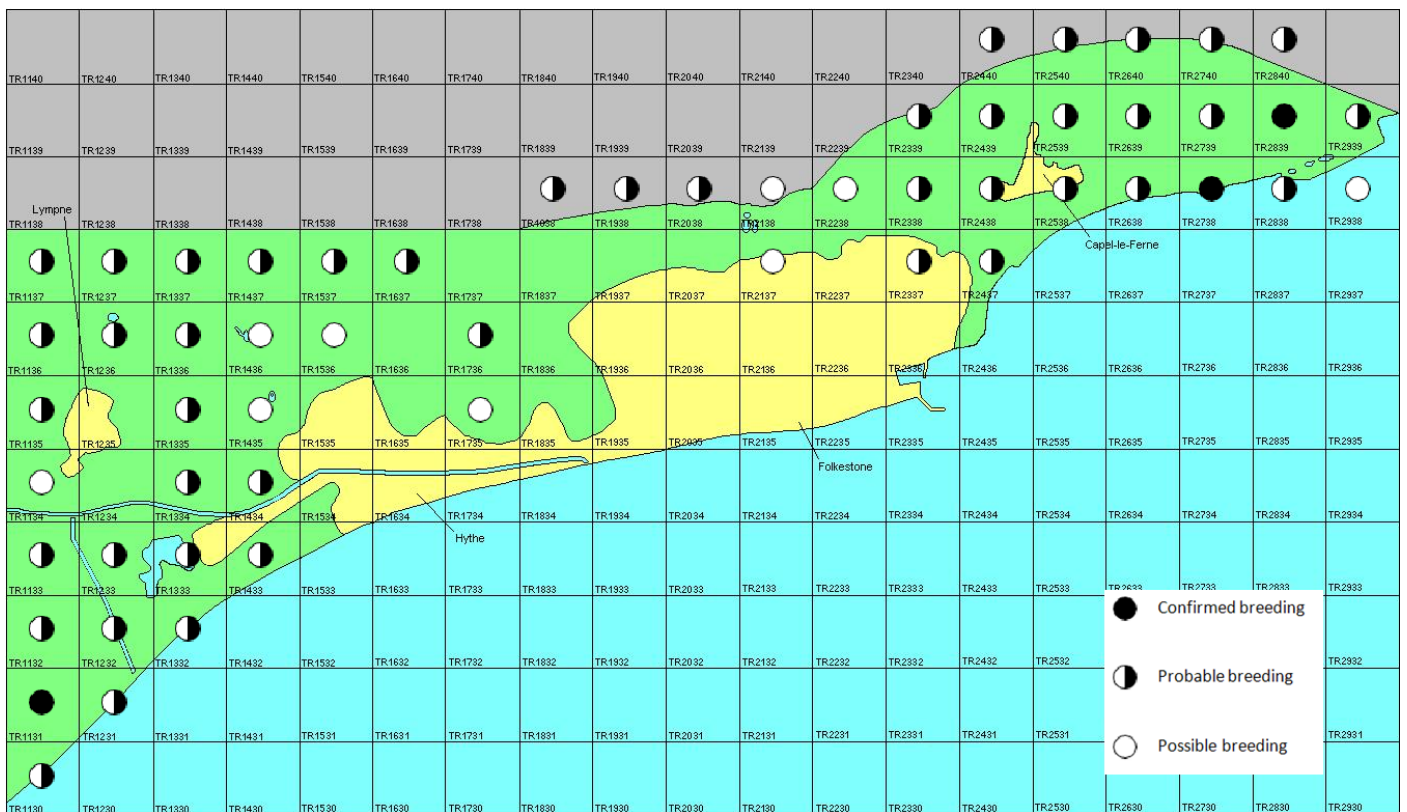 TR1140 TR1240 TR1340 TR1440 TR1540 TR1640 TR1740 TR1840 TR1940 TR2040 TR2140 TR2240 TR2340 TR2440 TR2540 TR2640 TR2740 TR2840
TR1139 TR1239 TR1339 TR1439 TR1539 TR1639 TR1739 TR1839 TR1939 TR2039 TR2139 TR2239 TR2339 TR2439 TR2539 TR2639 TR2739 TR2839 TR2939
Lympne
TR1138 TR1238 TR1338 TR1438 TR1538 TR1638 TR1738 TR1838 TR1938 TR2038 TR2138 TR2238 TR2338 TR2438 TR2538 TR2638 TR2738 TR2838 TR2938
Capel-le-Ferne
TR1137 TR1237 TR1337 TR1437 TR1537 TR1637 TR1737 TR1837 TR1937 TR2037 TR2137 TR2237 TR2337 TR2437 TR2537 TR2637 TR2737 TR2837 TR2937
TR1136 TR1236 TR1336 TR1436 TR1536 TR1636 TR1736 TR1836 TR1936 TR2036 TR2136 TR2236 TR2336 TR2436 TR2536 TR2636 TR2736 TR2836 TR2936
TR1135 TR1235 TR1335 TR1435 TR1535 TR1635 TR1735 TR1835 TR1935 TR2035 TR2135 TR2235 TR2335 TR2435 TR2535 TR2635 TR2735 TR2835 TR2935
Folkestone
TR1134 TR1234 TR1334 TR1434 TR1534 TR1634 TR1734 TR1834 TR1934 TR2034 TR2134 TR2234 TR2334 TR2434 TR2534 TR2634 TR2734 TR2834 TR2934
Hythe
TR1133 TR1233 TR1333 TR1433 TR1533 TR1633 TR1733 TR1833 TR1933 TR2033 TR2133 TR2233 TR2333 TR2433 TR2533 TR2633 TR2733 TR2833 TR2933
Confirmed breeding
TR1132 TR1232 TR1332 TR1432 TR1532 TR1632 TR1732 TR1832 TR1932 TR2032 TR2132 TR2232 TR2332 TR2432 TR2532 TR2932
Probable breeding
TR1131 TR1231 TR1331 TR1431 TR1531 TR1631 TR1731 TR1831 TR1931 TR2031 TR2131 TR2231 TR2331 TR2431 TR2531 TR2931
Possible breeding
TR1130 TR1230 TR1330 TR1430 TR1530 TR1630 TR1730 TR1830 TR1930 TR2030 TR2130 TR2230 TR2330 TR2430 TR2530 TR2630 TR2730 TR2830 TR2930